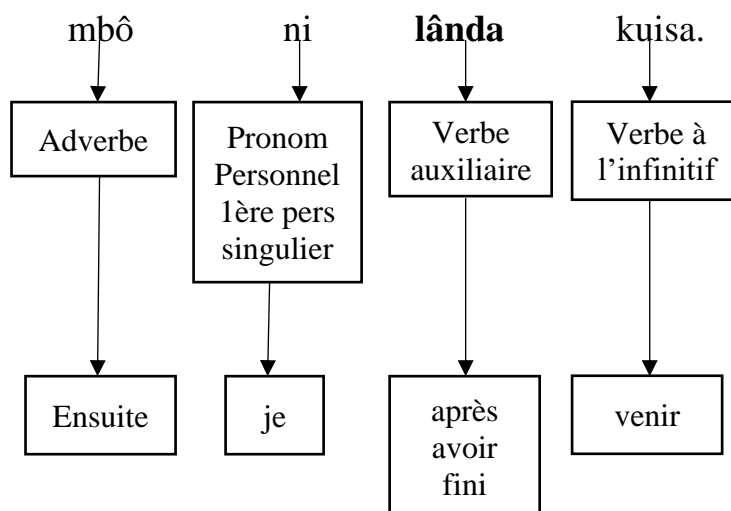 mbô ni lânda kuisa.
Adverbe
Pronom
Personnel
1ère pers
singulier
Verbe
auxiliaire
Verbe à
l’infinitif
Ensuite
je
après
avoir
fini
venir